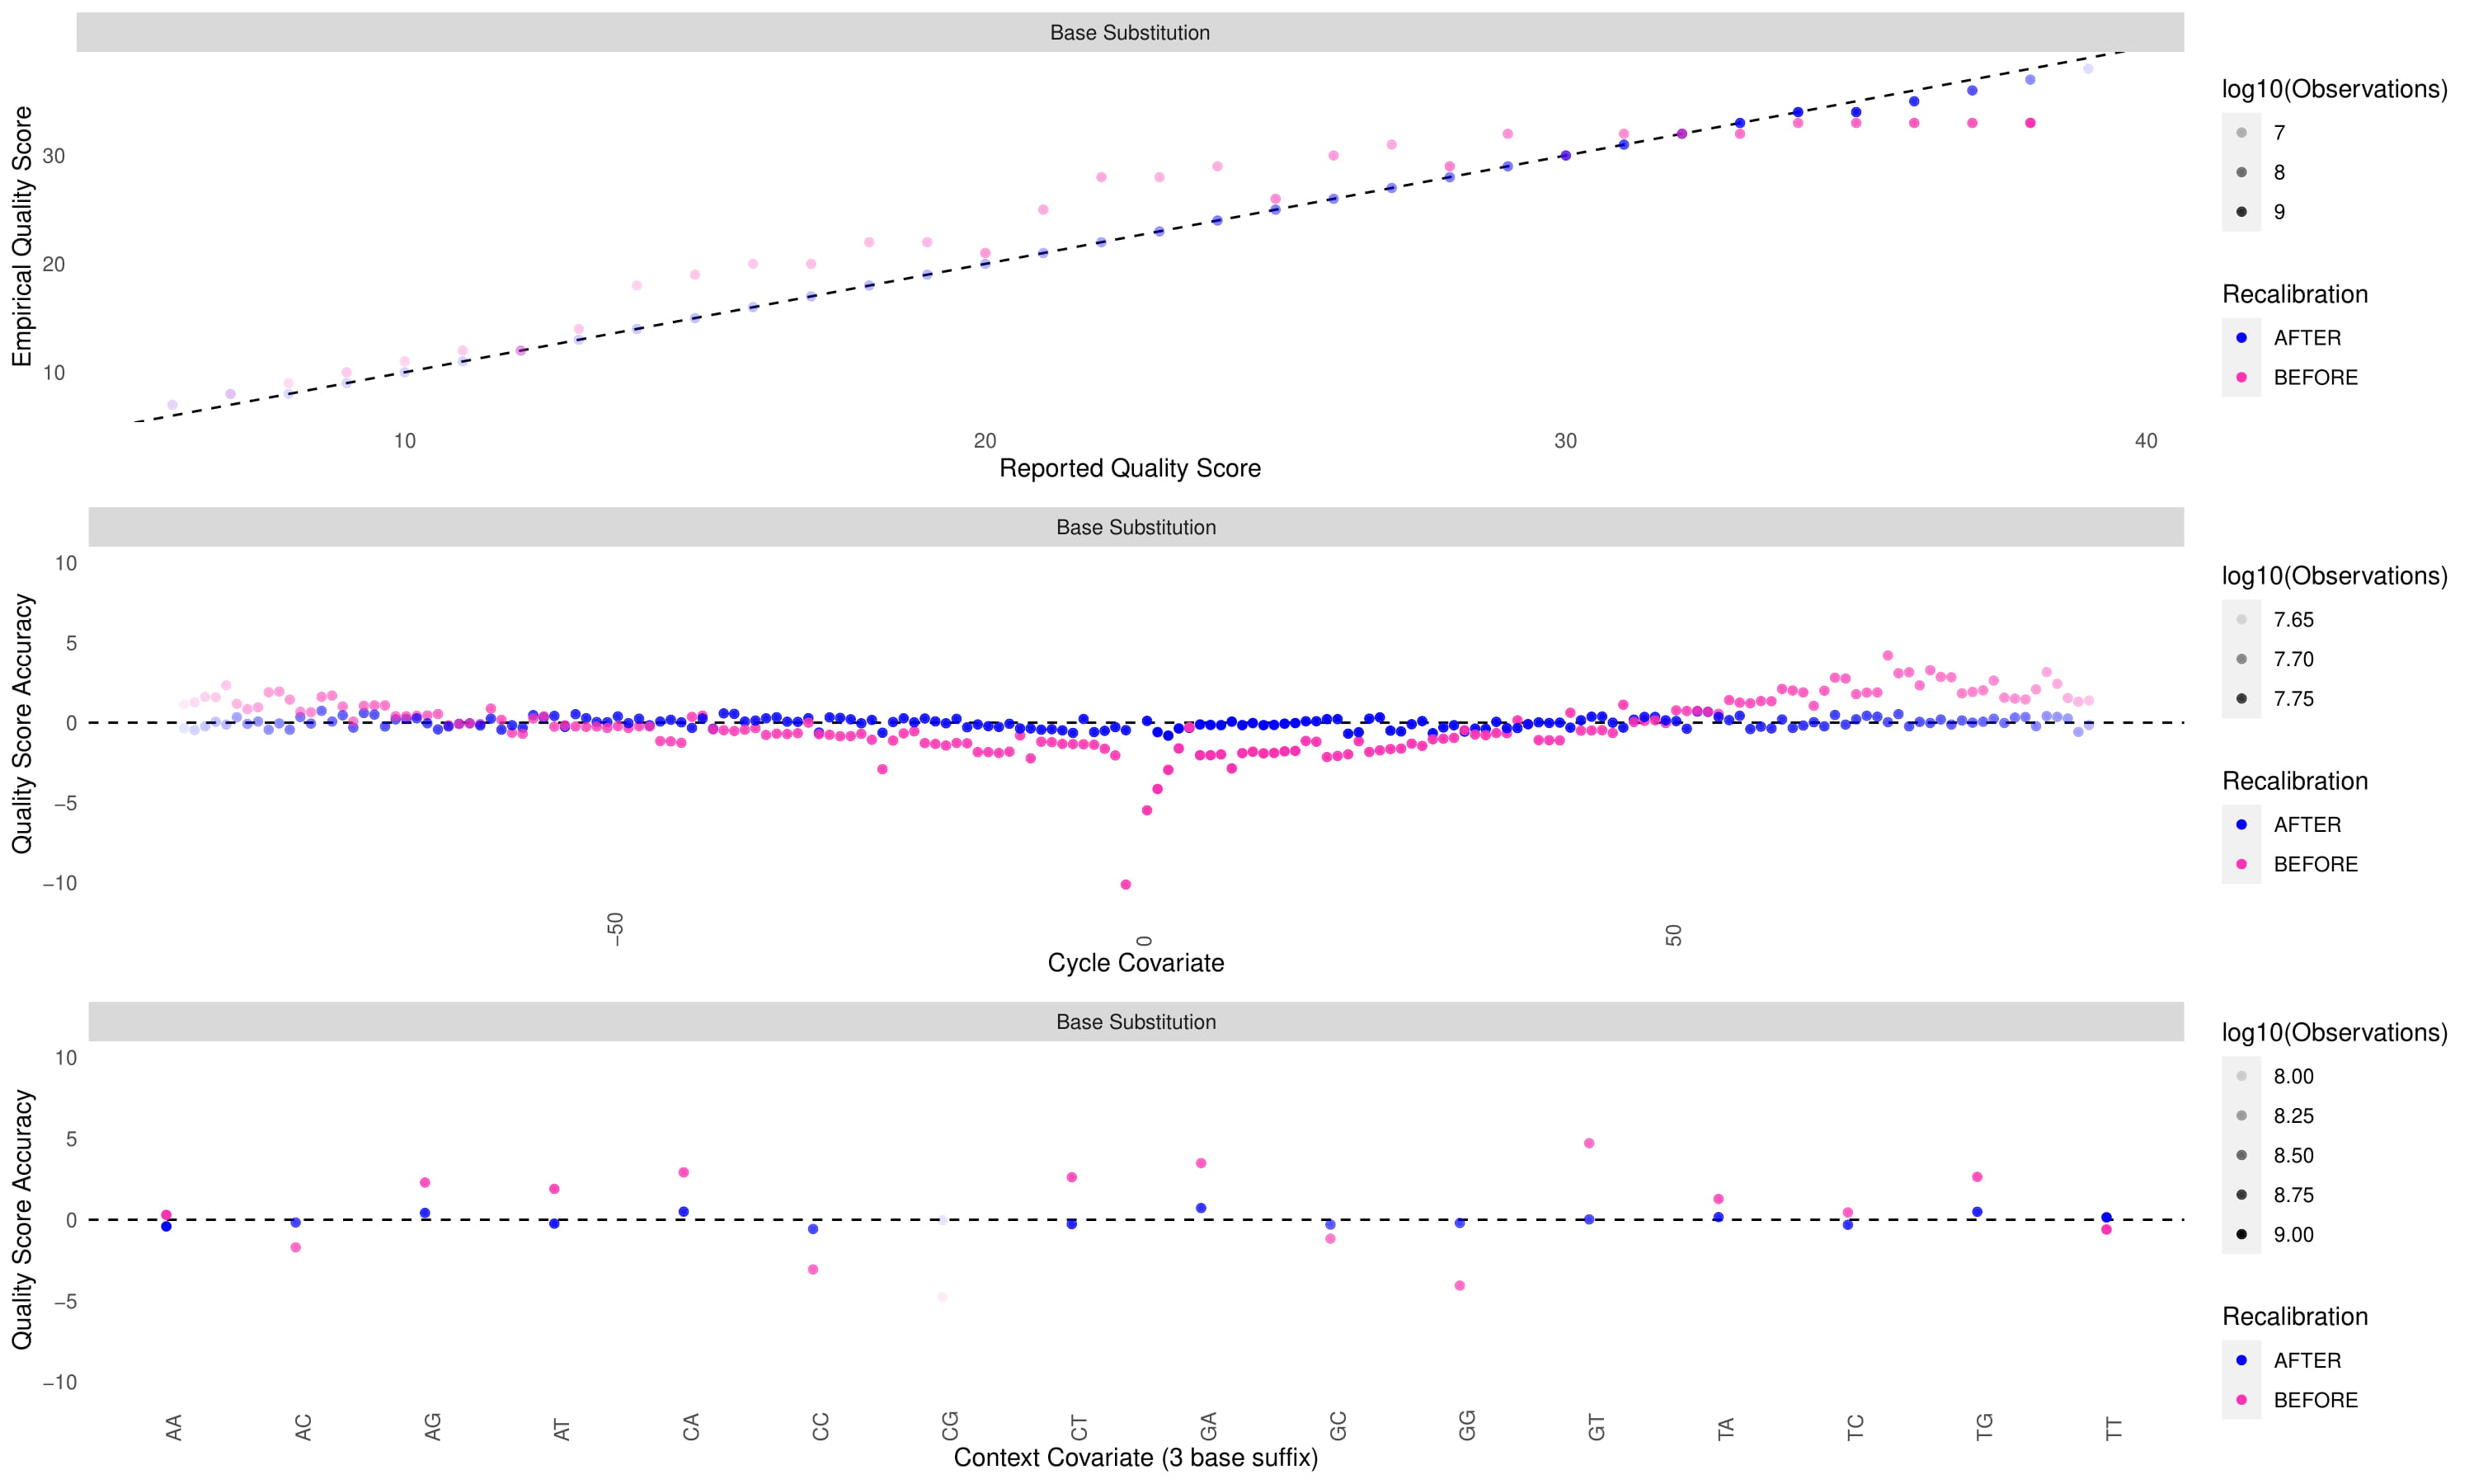 Base Substitution
Empirical Quality Score
30
20
10
10
20
30
40
Reported Quality Score
log10(Observations)
7
8
9
Recalibration
AFTER
BEFORE
Base Substitution
Quality Score Accuracy
10
5
0
−5
−10
−50
0
50
Cycle Covariate
log10(Observations)
7.65
7.70
7.75
Recalibration
AFTER
BEFORE
Base Substitution
Quality Score Accuracy
10
5
0
−5
−10
AA
AC
AG
AT
CA
CC
CG
CT
GA
GC
GG
GT
TA
TC
TG
TT
Context Covariate (3 base suffix)
log10(Observations)
8.00
8.25
8.50
8.75
9.00
Recalibration
AFTER
BEFORE